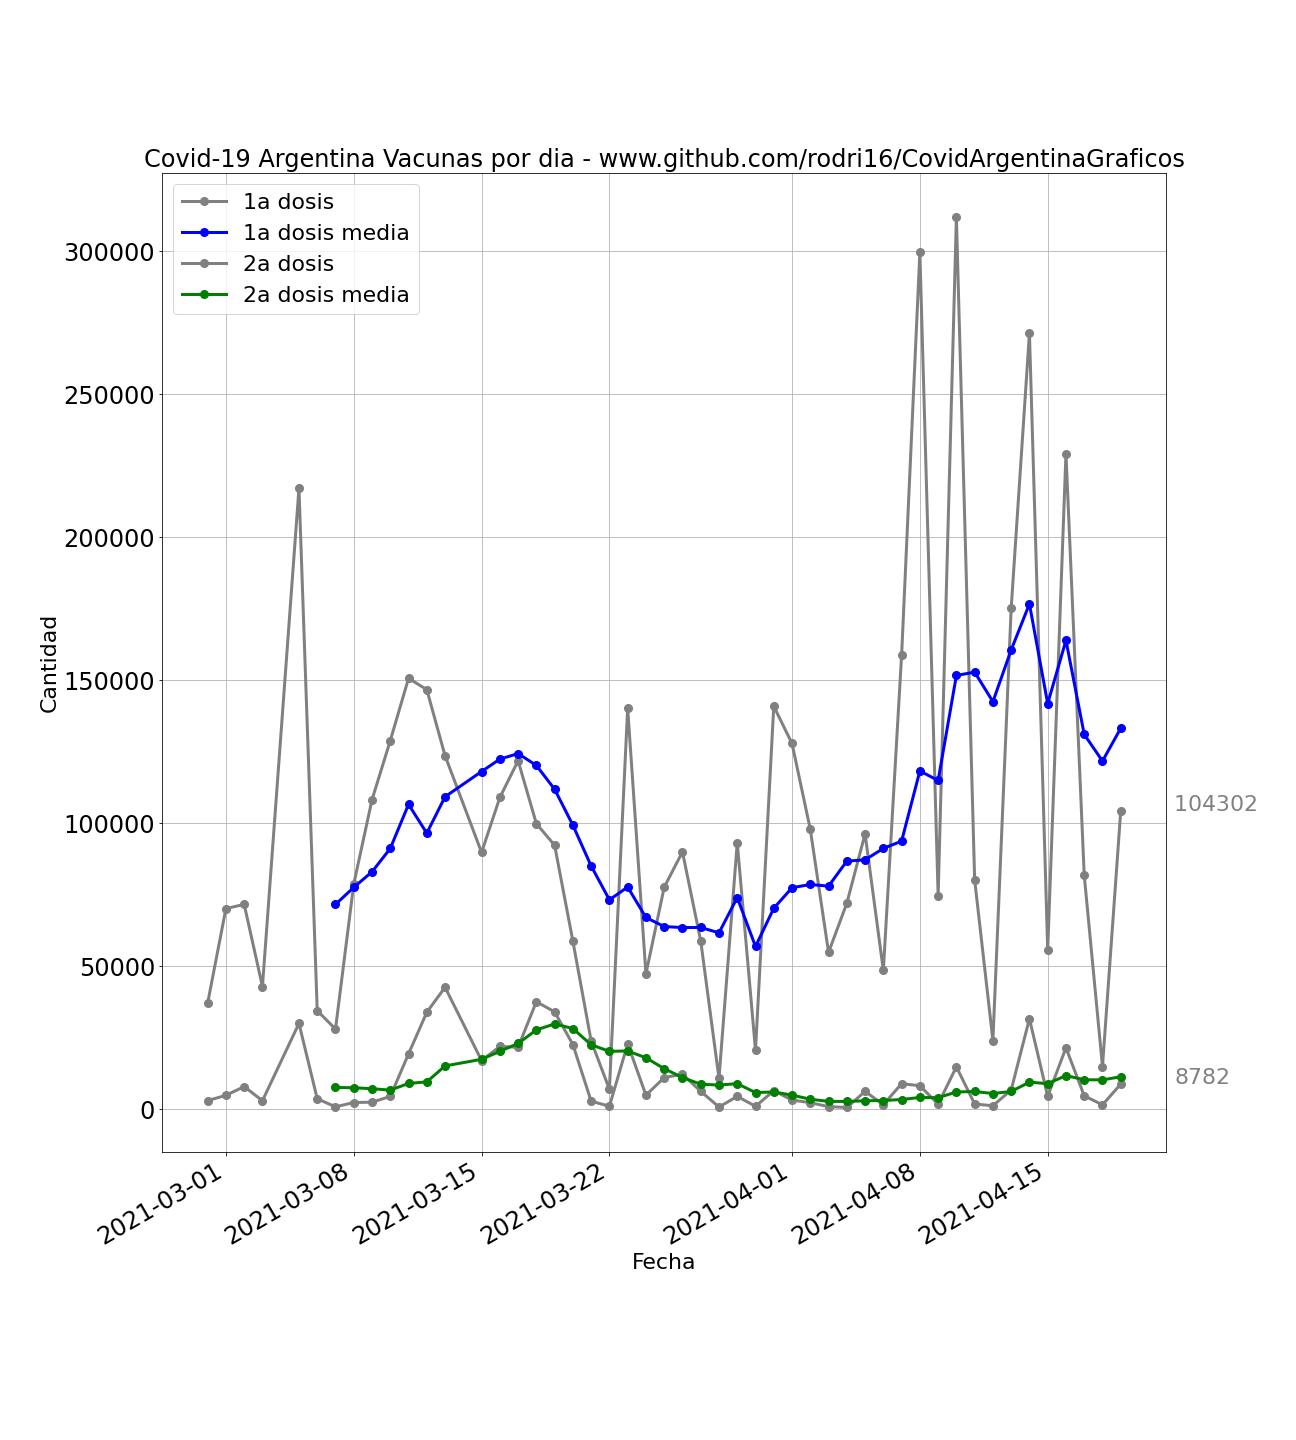 Covid-19 Argentina Vacunas por dia - www.github.com/rodri16/CovidArgentinaGraficos
1a dosis
1a dosis media
2a dosis
2a dosis media
300000
250000
200000
150000
100000
50000
0
Cantidad
104302
8782
2021-03-01
2021-03-08
2021-03-15
2021-03-22
2021-04-01
2021-04-08
2021-04-15
Fecha